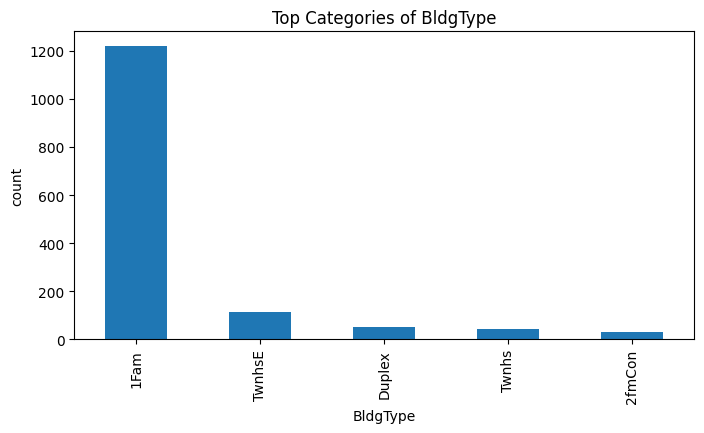 Top Categories of BldgType
1200
1000
800
600
400
200
0
count
1Fam
TwnhsE
Duplex
Twnhs
2fmCon
BldgType